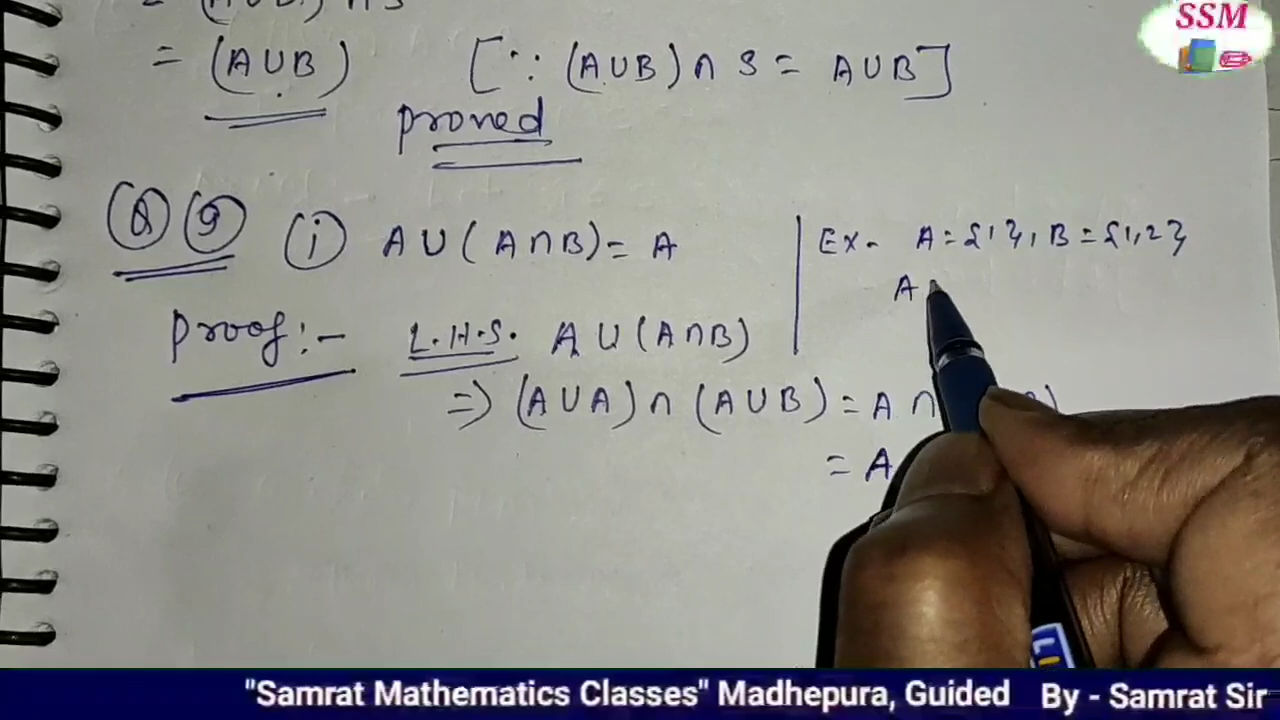 = (A∪B) ∩ S
= (A∪B) [∵ (A∪B) ∩ S = A∪B]
proved
Q 9 (i) A∪(A∩B) = A
Proof:- L.H.S. A∪(A∩B)
=> (A∪A)∩(A∪B) = A ∩ B)
= A
Ex- A = {1}, B = {1,2}
A
SSM
"Samrat Mathematics Classes" Madhepura, Guided By - Samrat Sir